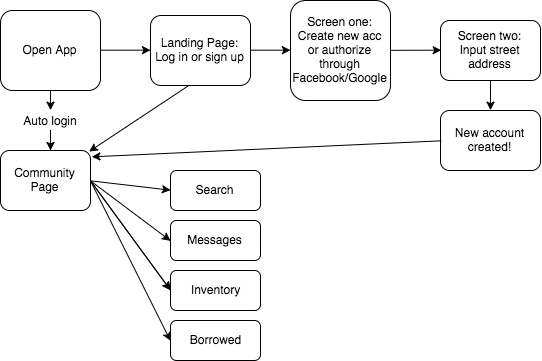 Open App
Landing Page:
Log in or sign up
Screen one:
Create new acc
or authorize
through
Facebook/Google
Screen two:
Input street
address
Auto login
New account
created!
Community
Page
Search
Messages
Inventory
Borrowed